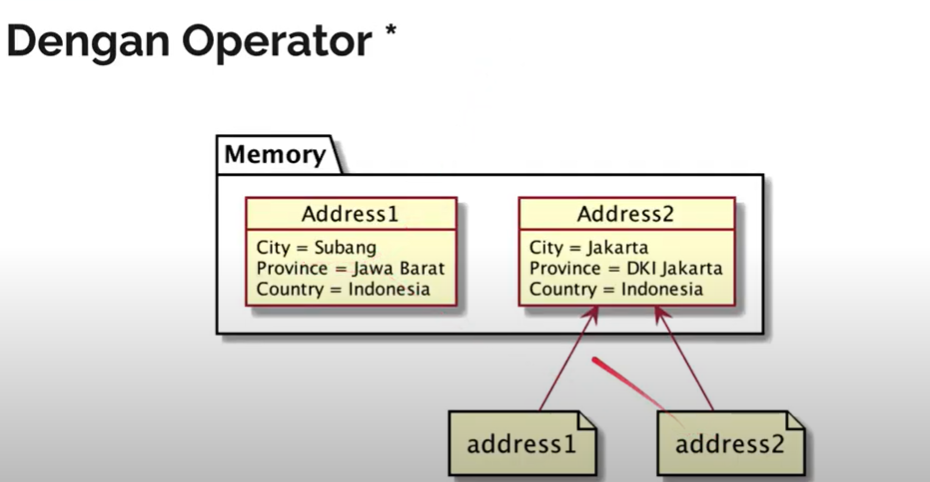 Dengan Operator *
Memory
Address1
City = Subang
Province = Jawa Barat
Country = Indonesia
Address2
City = Jakarta
Province = DKI Jakarta
Country = Indonesia
address1
address2